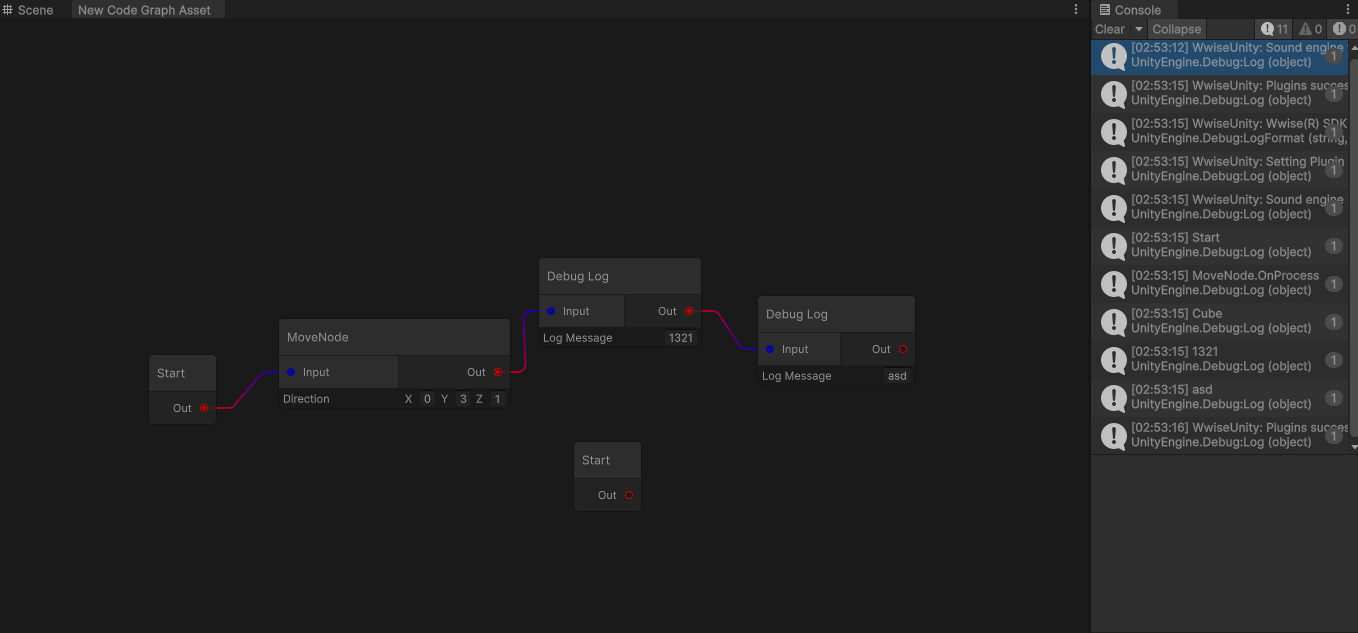 Scene
New Code Graph Asset
Console
Clear
Collapse
11
0
0
[02:53:12] WwiseUnity: Sound engine
UnityEngine.Debug:Log (object)
1
[02:53:15] WwiseUnity: Plugins succes
UnityEngine.Debug:Log (object)
1
[02:53:15] WwiseUnity: Wwise(R) SDK
UnityEngine.Debug:LogFormat (string,
1
[02:53:15] WwiseUnity: Setting Plugin
UnityEngine.Debug:Log (object)
1
[02:53:15] WwiseUnity: Sound engine
UnityEngine.Debug:Log (object)
1
[02:53:15] Start
UnityEngine.Debug:Log (object)
1
[02:53:15] MoveNode.OnProcess
UnityEngine.Debug:Log (object)
1
[02:53:15] Cube
UnityEngine.Debug:Log (object)
1
[02:53:15] 1321
UnityEngine.Debug:Log (object)
1
[02:53:15] asd
UnityEngine.Debug:Log (object)
1
[02:53:16] WwiseUnity: Plugins succes
UnityEngine.Debug:Log (object)
1
Start
Out
MoveNode
Input
Out
Direction X 0 Y 3 Z 1
Debug Log
Input
Out
Log Message 1321
Debug Log
Input
Out
Log Message asd
Start
Out